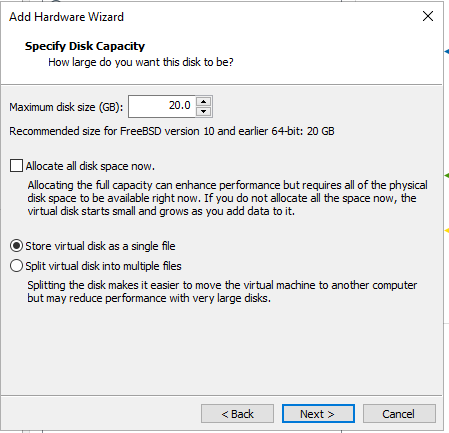 Add Hardware Wizard
Specify Disk Capacity
How large do you want this disk to be?
Maximum disk size (GB): 20.0
Recommended size for FreeBSD version 10 and earlier 64-bit: 20 GB
Allocate all disk space now.
Allocating the full capacity can enhance performance but requires all of the physical
disk space to be available right now. If you do not allocate all the space now, the
virtual disk starts small and grows as you add data to it.
Store virtual disk as a single file
Split virtual disk into multiple files
Splitting the disk makes it easier to move the virtual machine to another computer
but may reduce performance with very large disks.
< Back Next > Cancel